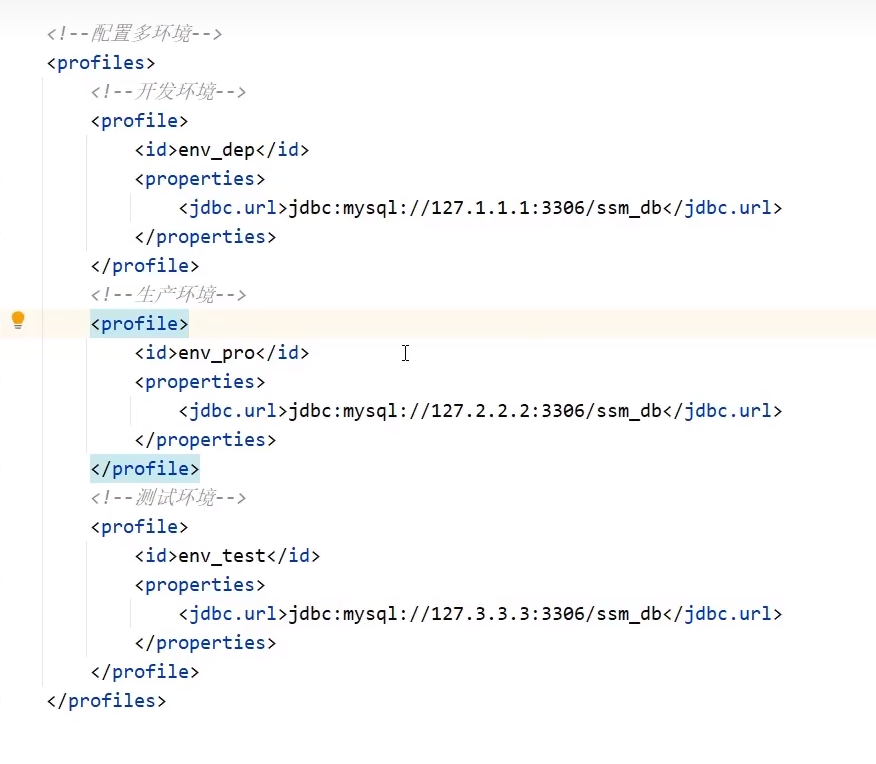 <!--配置多环境-->
<profiles>
<!--开发环境-->
<profile>
<id>env_dep</id>
<properties>
<jdbc.url>jdbc:mysql://127.1.1.1:3306/ssm_db</jdbc.url>
</properties>
</profile>
<!--生产环境-->
<profile>
<id>env_pro</id>
<properties>
<jdbc.url>jdbc:mysql://127.2.2.2:3306/ssm_db</jdbc.url>
</properties>
</profile>
<!--测试环境-->
<profile>
<id>env_test</id>
<properties>
<jdbc.url>jdbc:mysql://127.3.3.3:3306/ssm_db</jdbc.url>
</properties>
</profile>
</profiles>